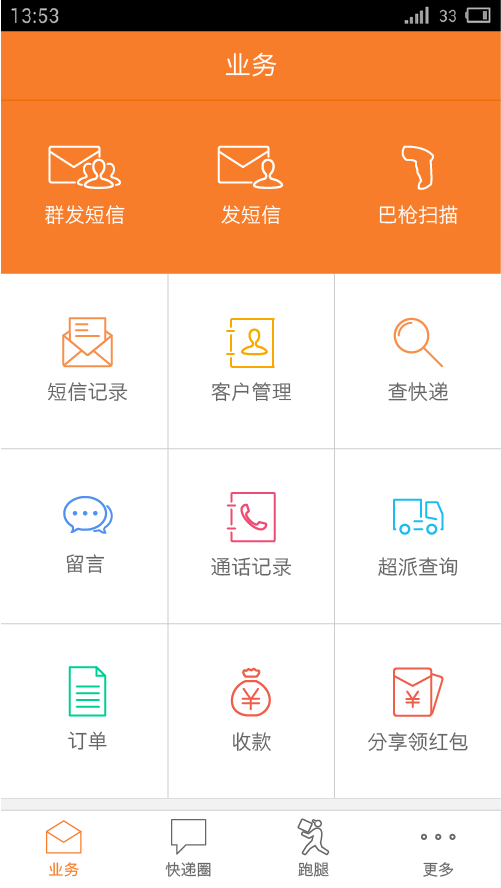 13:53 33
业务
群发短信 发短信 巴枪扫描
短信记录 客户管理 查快递
留言 通话记录 超派查询
订单 收款 分享领红包
业务 快递圈 跑腿 更多